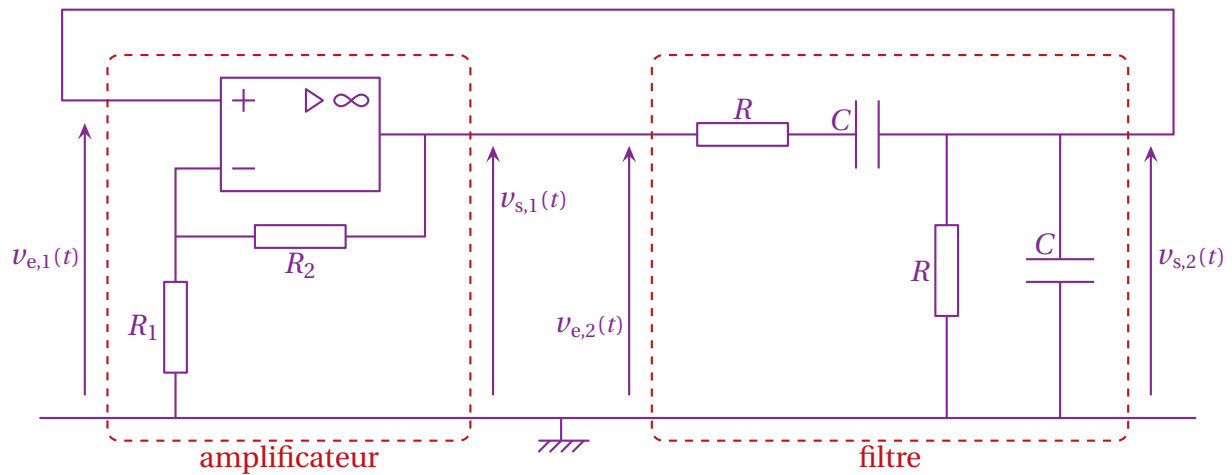 + ▷ ∞
−
R
C
v_{s,1}(t)
v_{e,1}(t)
R_2
R
C
v_{s,2}(t)
R_1
v_{e,2}(t)
amplificateur
filtre